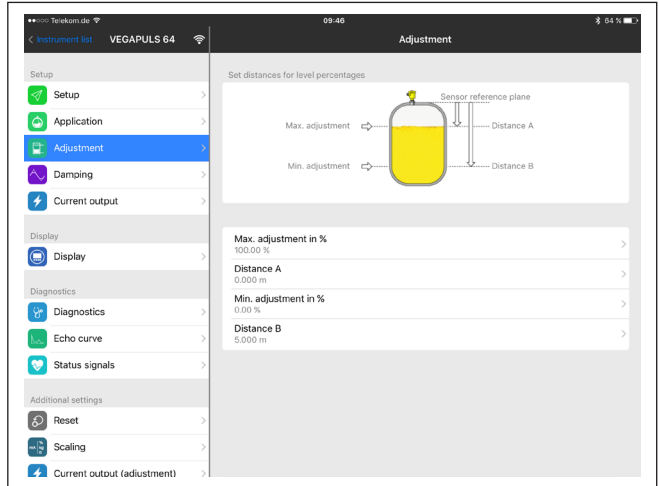 ●●○○○ Telekom.de 09:46 64 %
< Instrument list VEGAPULS 64 Adjustment
Setup
Setup
Application
Adjustment
Damping
Current output
Display
Display
Diagnostics
Diagnostics
Echo curve
Status signals
Additional settings
Reset
Scaling
Current output (adjustment)
Set distances for level percentages
Sensor reference plane
Max. adjustment
Distance A
Min. adjustment
Distance B
Max. adjustment in %
100.00 %
Distance A
0.000 m
Min. adjustment in %
0.00 %
Distance B
5.000 m